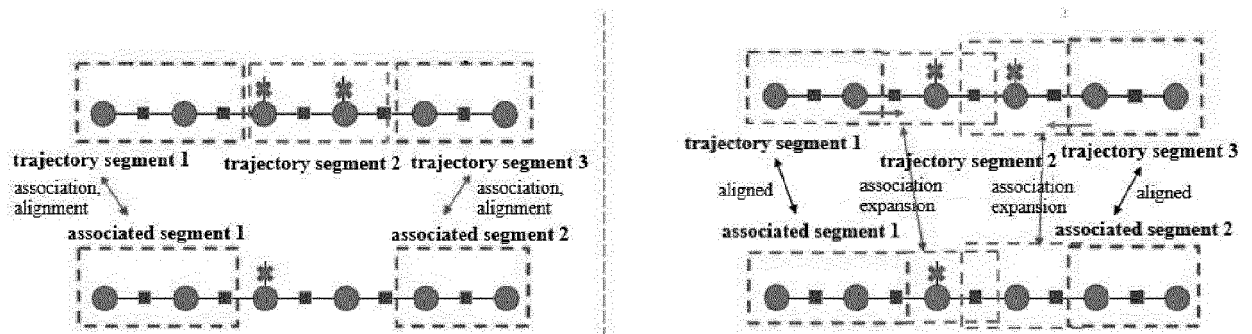 trajectory segment 1
trajectory segment 2
trajectory segment 3
association,
alignment
association,
alignment
associated segment 1
associated segment 2
trajectory segment 1
trajectory segment 2
trajectory segment 3
aligned
association
expansion
association
expansion
aligned
associated segment 1
associated segment 2